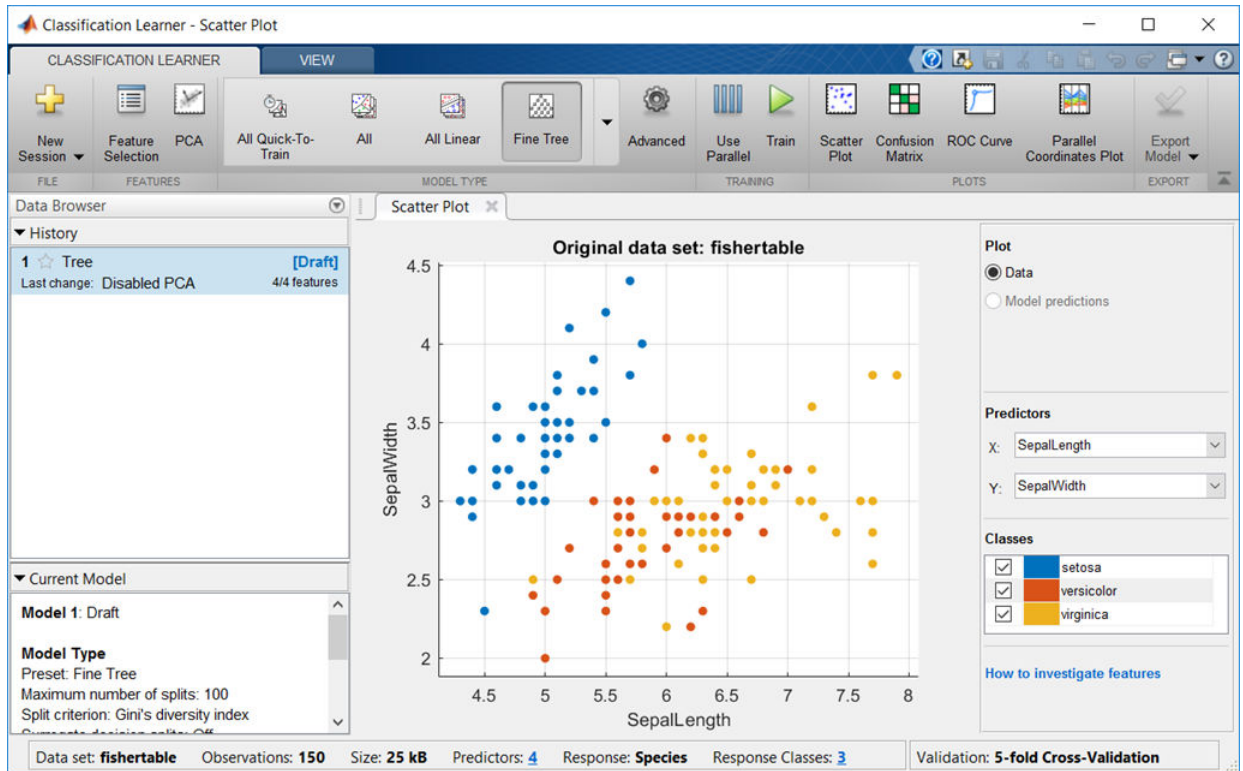 Classification Learner - Scatter Plot
CLASSIFICATION LEARNER
VIEW
New
Session
Feature
Selection
PCA
All Quick-To-
Train
All
All Linear
Fine Tree
Advanced
Use
Parallel
Train
Scatter
Plot
Confusion
Matrix
ROC Curve
Parallel
Coordinates Plot
Export
Model
FILE
FEATURES
MODEL TYPE
TRAINING
PLOTS
EXPORT
Data Browser
History
1 Tree [Draft]
Last change: Disabled PCA 4/4 features
Current Model
Model 1: Draft
Model Type
Preset: Fine Tree
Maximum number of splits: 100
Split criterion: Gini's diversity index
Surrogate decision splits: Off
Scatter Plot
Original data set: fishertable
4.5
4
3.5
3
2.5
2
SepalWidth
4.5 5 5.5 6 6.5 7 7.5 8
SepalLength
Plot
Data
Model predictions
Predictors
X: SepalLength
Y: SepalWidth
Classes
setosa
versicolor
virginica
How to investigate features
Data set: fishertable Observations: 150 Size: 25 kB Predictors: 4 Response: Species Response Classes: 3 Validation: 5-fold Cross-Validation